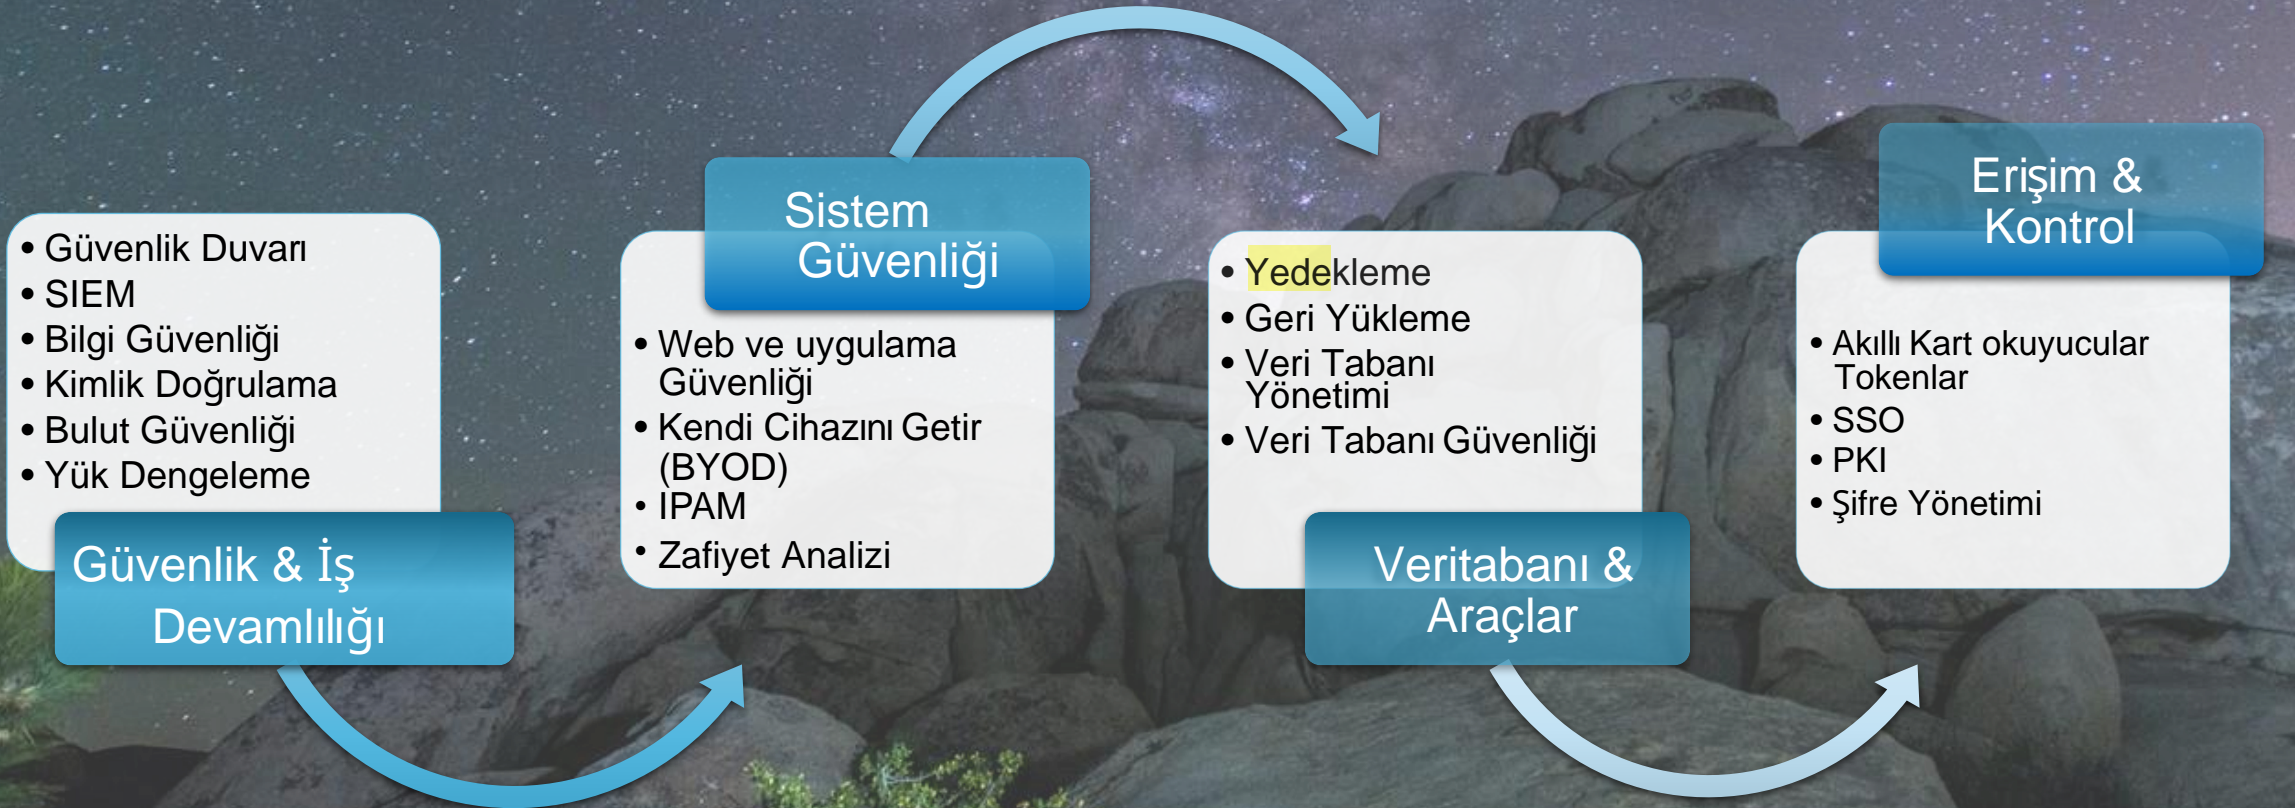 • Güvenlik Duvarı
• SIEM
• Bilgi Güvenliği
• Kimlik Doğrulama
• Bulut Güvenliği
• Yük Dengeleme
Güvenlik & İş
Devamlılığı
Sistem
Güvenliği
• Web ve uygulama
Güvenliği
• Kendi Cihazını Getir
(BYOD)
• IPAM
• Zafiyet Analizi
• Yedekleme
• Geri Yükleme
• Veri Tabanı
Yönetimi
• Veri Tabanı Güvenliği
Veritabanı &
Araçlar
Erişim &
Kontrol
• Akıllı Kart okuyucular
Tokenlar
• SSO
• PKI
• Şifre Yönetimi